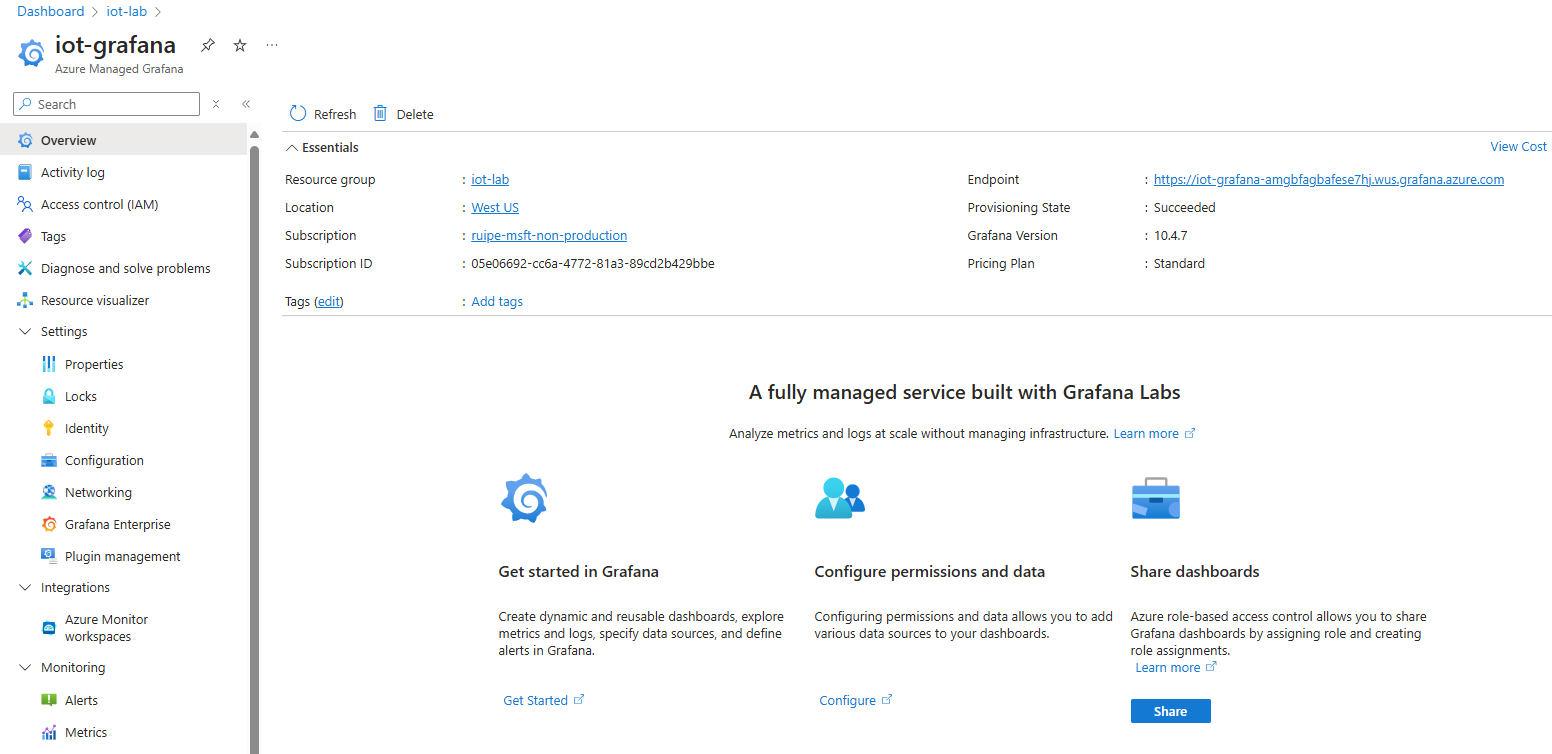 Dashboard > iot-lab >
iot-grafana
Azure Managed Grafana
Search
Overview
Activity log
Access control (IAM)
Tags
Diagnose and solve problems
Resource visualizer
Settings
Properties
Locks
Identity
Configuration
Networking
Grafana Enterprise
Plugin management
Integrations
Azure Monitor
workspaces
Monitoring
Alerts
Metrics
Refresh Delete
Essentials
View Cost
Resource group : iot-lab
Location : West US
Subscription : ruipe-msft-non-production
Subscription ID : 05e06692-cc6a-4772-81a3-89cd2b429bbe
Tags (edit) : Add tags
Endpoint : https://iot-grafana-amgbfagbafese7hj.wus.grafana.azure.com
Provisioning State : Succeeded
Grafana Version : 10.4.7
Pricing Plan : Standard
A fully managed service built with Grafana Labs
Analyze metrics and logs at scale without managing infrastructure. Learn more
Get started in Grafana
Create dynamic and reusable dashboards, explore
metrics and logs, specify data sources, and define
alerts in Grafana.
Get Started
Configure permissions and data
Configuring permissions and data allows you to add
various data sources to your dashboards.
Configure
Share dashboards
Azure role-based access control allows you to share
Grafana dashboards by assigning role and creating
role assignments.
Learn more
Share